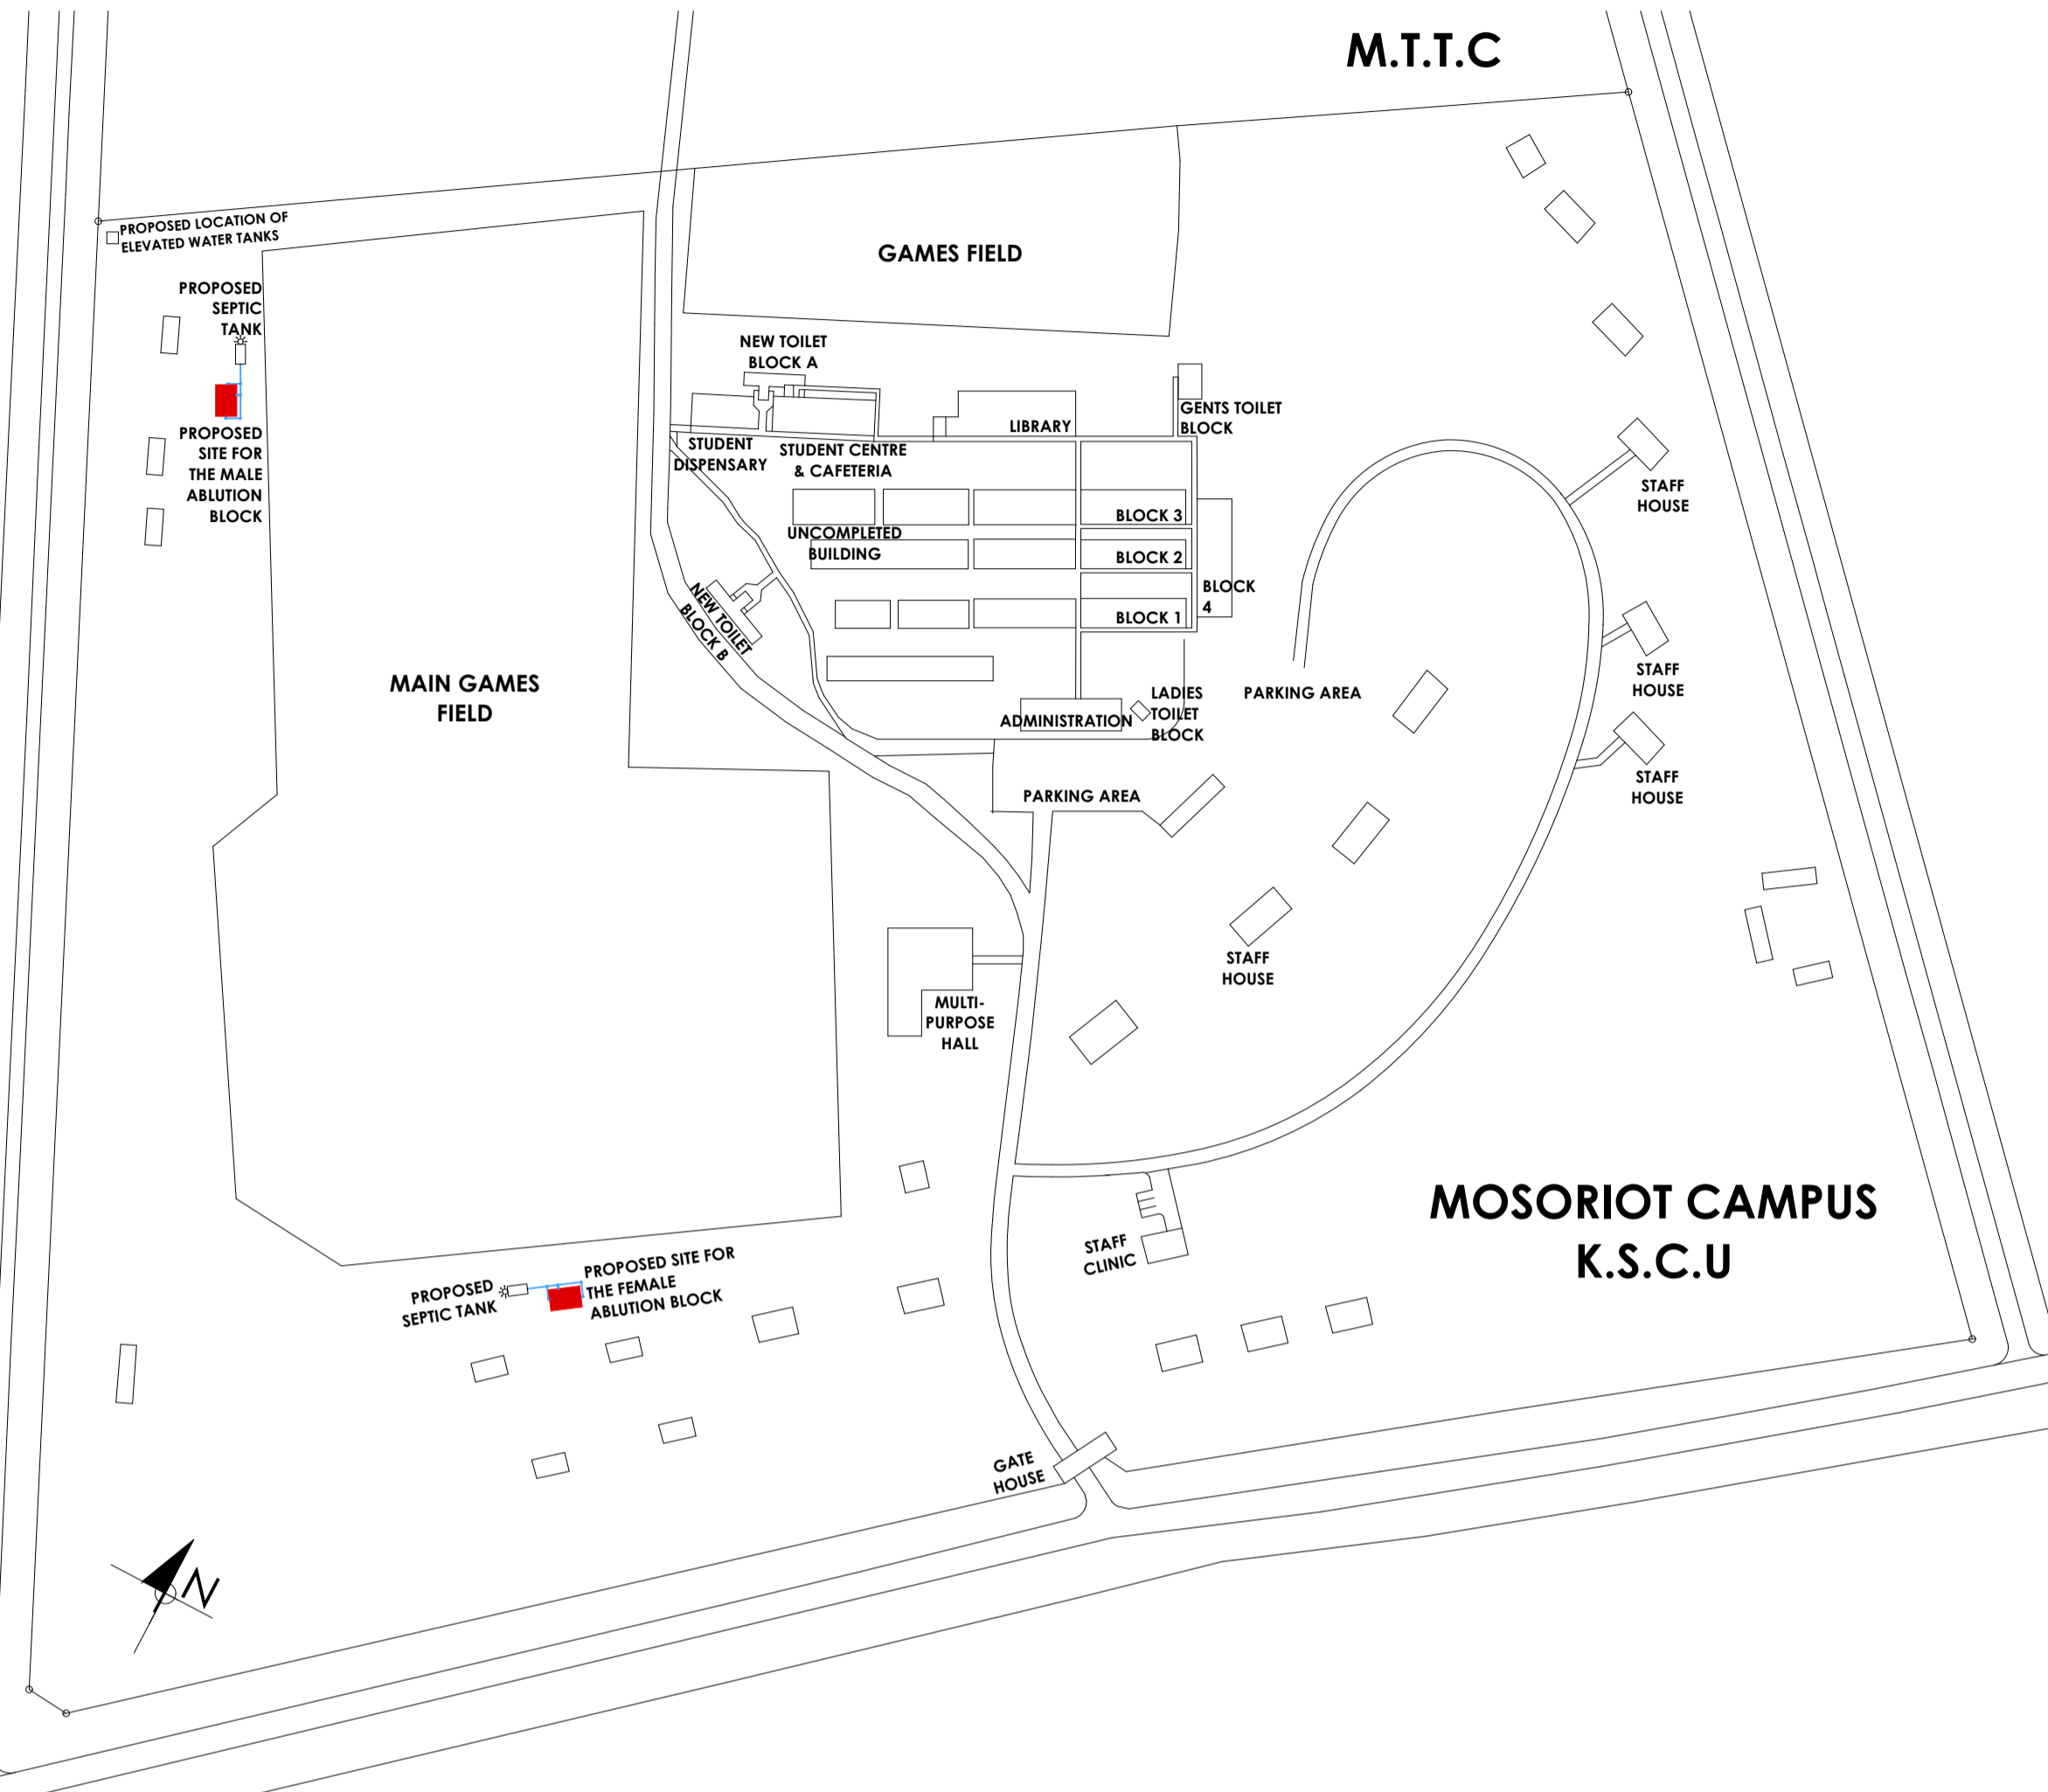 M.T.T.C
PROPOSED LOCATION OF
ELEVATED WATER TANKS
GAMES FIELD
PROPOSED
SEPTIC
TANK
NEW TOILET
BLOCK A
GENTS TOILET
BLOCK
LIBRARY
STUDENT
DISPENSARY
STUDENT CENTRE
& CAFETERIA
PROPOSED
SITE FOR
THE MALE
ABLUTION
BLOCK
STAFF
HOUSE
BLOCK 3
UNCOMPLETED
BUILDING
BLOCK 2
BLOCK
4
BLOCK 1
NEW TOILET
BLOCK B
MAIN GAMES
FIELD
STAFF
HOUSE
LADIES
TOILET
BLOCK
PARKING AREA
ADMINISTRATION
STAFF
HOUSE
PARKING AREA
STAFF
HOUSE
MULTI-
PURPOSE
HALL
MOSORIOT CAMPUS
K.S.C.U
STAFF
CLINIC
PROPOSED SITE FOR
THE FEMALE
ABLUTION BLOCK
PROPOSED
SEPTIC TANK
GATE
HOUSE
N